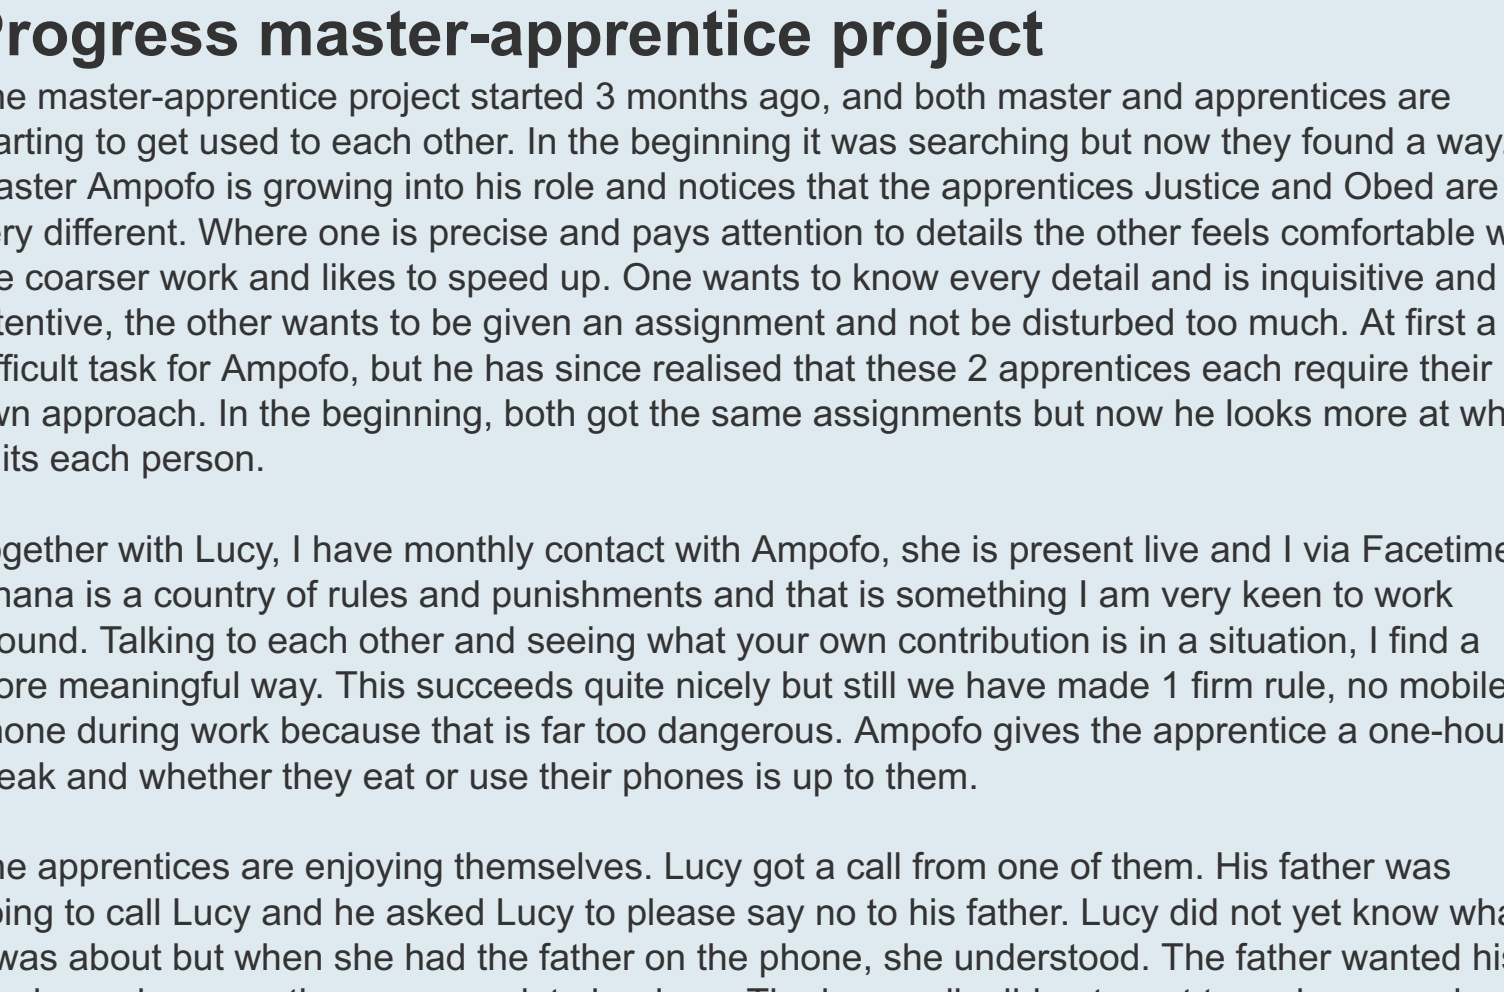 Progress master-apprentice project
he master-apprentice project started 3 months ago, and both master and apprentices are
arting to get used to each other. In the beginning it was searching but now they found a way.
aster Ampofo is growing into his role and notices that the apprentices Justice and Obed are
ery different. Where one is precise and pays attention to details the other feels comfortable w
e coarser work and likes to speed up. One wants to know every detail and is inquisitive and
tentive, the other wants to be given an assignment and not be disturbed too much. At first a
fficult task for Ampofo, but he has since realised that these 2 apprentices each require their
wn approach. In the beginning, both got the same assignments but now he looks more at wh
its each person.

ogether with Lucy, I have monthly contact with Ampofo, she is present live and I via Facetime
hana is a country of rules and punishments and that is something I am very keen to work
ound. Talking to each other and seeing what your own contribution is in a situation, I find a
ore meaningful way. This succeeds quite nicely but still we have made 1 firm rule, no mobile
hone during work because that is far too dangerous. Ampofo gives the apprentice a one-hou
eak and whether they eat or use their phones is up to them.

he apprentices are enjoying themselves. Lucy got a call from one of them. His father was
oing to call Lucy and he asked Lucy to please say no to his father. Lucy did not yet know wha
was about but when she had the father on the phone, she understood. The father wanted his